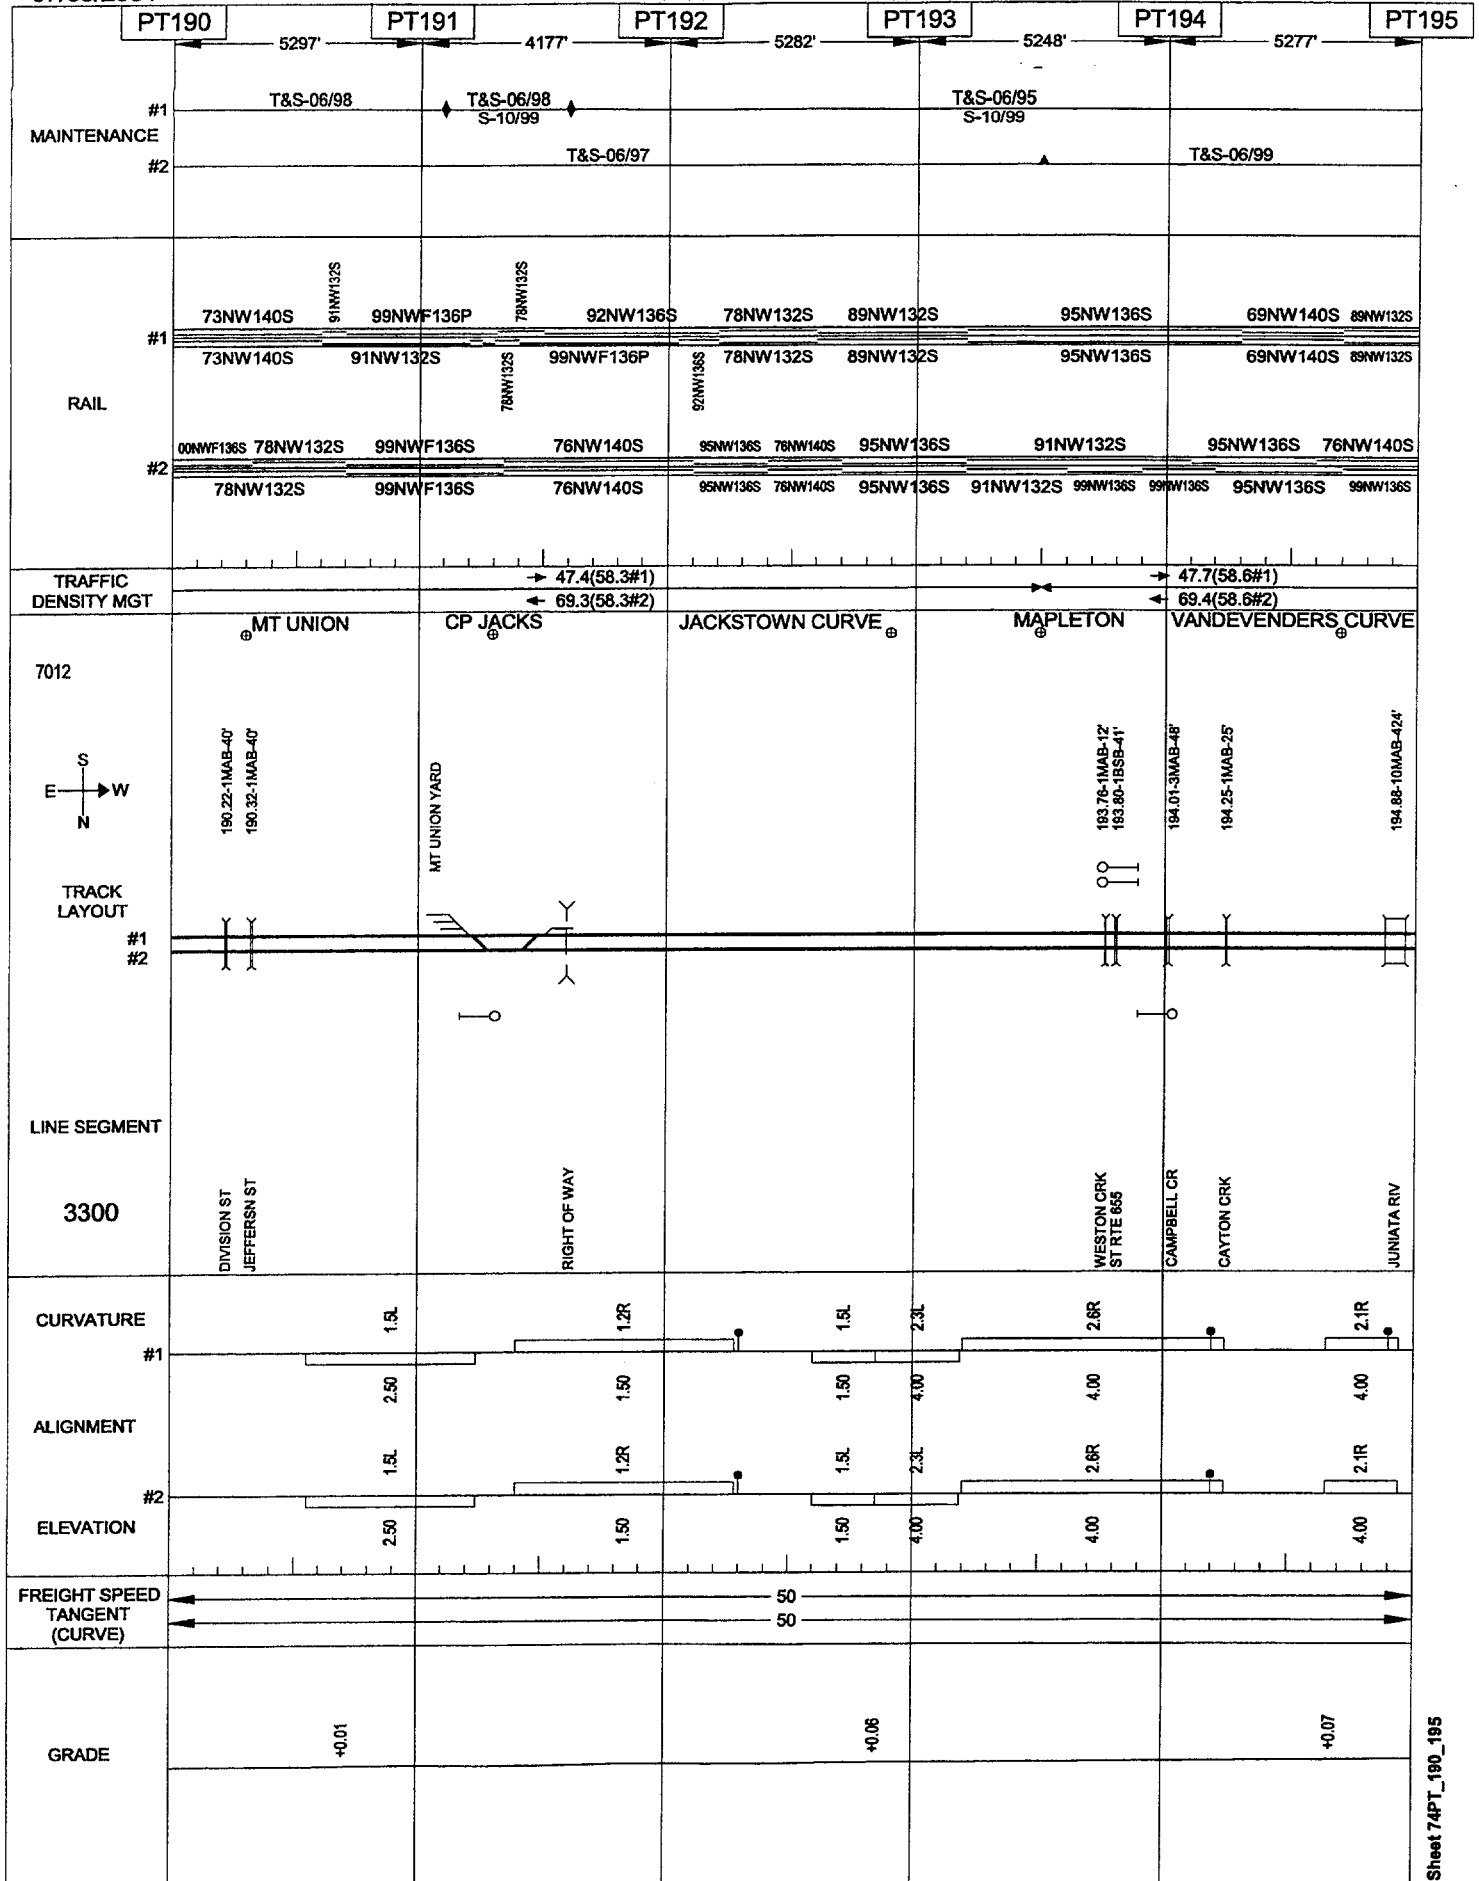 PT190 PT191 PT192 PT193 PT194 PT195
5297' 4177' 5282' 5248' 5277'
MAINTENANCE
#1 T&S-06/98 T&S-06/98 T&S-06/95
S-10/99 S-10/99
#2 T&S-06/97 T&S-06/99
RAIL
91NW132S 78NW132S
73NW140S 99NWF136P 92NW136S 78NW132S 89NW132S 95NW136S 69NW140S 89NW132S
#1
73NW140S 91NW132S 99NWF136P 78NW132S 89NW132S 95NW136S 69NW140S 89NW132S
78NW132S 92NW136S
00NWF136S 78NW132S 99NWF136S 76NW140S 95NW136S 76NW140S 95NW136S 91NW132S 95NW136S 76NW140S
#2
78NW132S 99NWF136S 76NW140S 95NW136S 76NW140S 95NW136S 91NW132S 99NW136S 99NW136S 95NW136S 99NW136S
TRAFFIC
DENSITY MGT
47.4(58.3#1) 47.7(58.6#1)
69.3(58.3#2) 69.4(58.6#2)
MT UNION CP JACKS JACKSTOWN CURVE MAPLETON VANDEVENDERS CURVE
7012
S
E W
N
190.22-1MAB-40'
190.32-1MAB-40'
MT UNION YARD
193.76-1MAB-12'
193.80-1BSB-41'
194.01-3MAB-48'
194.25-1MAB-25'
194.88-10MAB-424'
TRACK
LAYOUT
#1
#2
LINE SEGMENT
3300
DIVISION ST
JEFFERSN ST
RIGHT OF WAY
WESTON CRK
ST RTE 655
CAMPBELL CR
CAYTON CRK
JUNIATA RIV
CURVATURE
1.5L 1.2R 1.5L 2.3L 2.6R 2.1R
#1
2.50 1.50 1.50 4.00 4.00 4.00
ALIGNMENT
1.5L 1.2R 1.5L 2.3L 2.6R 2.1R
#2
ELEVATION
2.50 1.50 1.50 4.00 4.00 4.00
FREIGHT SPEED
TANGENT
(CURVE)
50
50
GRADE
+0.01 +0.06 +0.07
Sheet 74PT_190_195